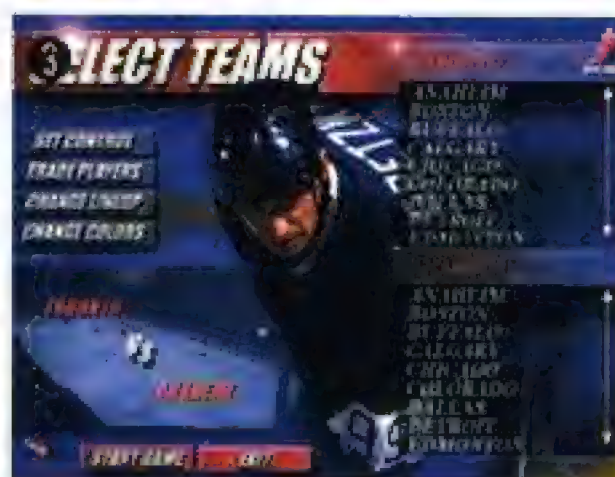 SELECT TEAMS
SET CONTROLS
TRADE PLAYERS
CHANGE LINEUP
CHANGE COLORS
VS
START GAME
ANAHEIM
BOSTON
BUFFALO
CALGARY
CHICAGO
COLORADO
DALLAS
DETROIT
EDMONTON
ANAHEIM
BOSTON
BUFFALO
CALGARY
CHICAGO
COLORADO
DALLAS
DETROIT
EDMONTON